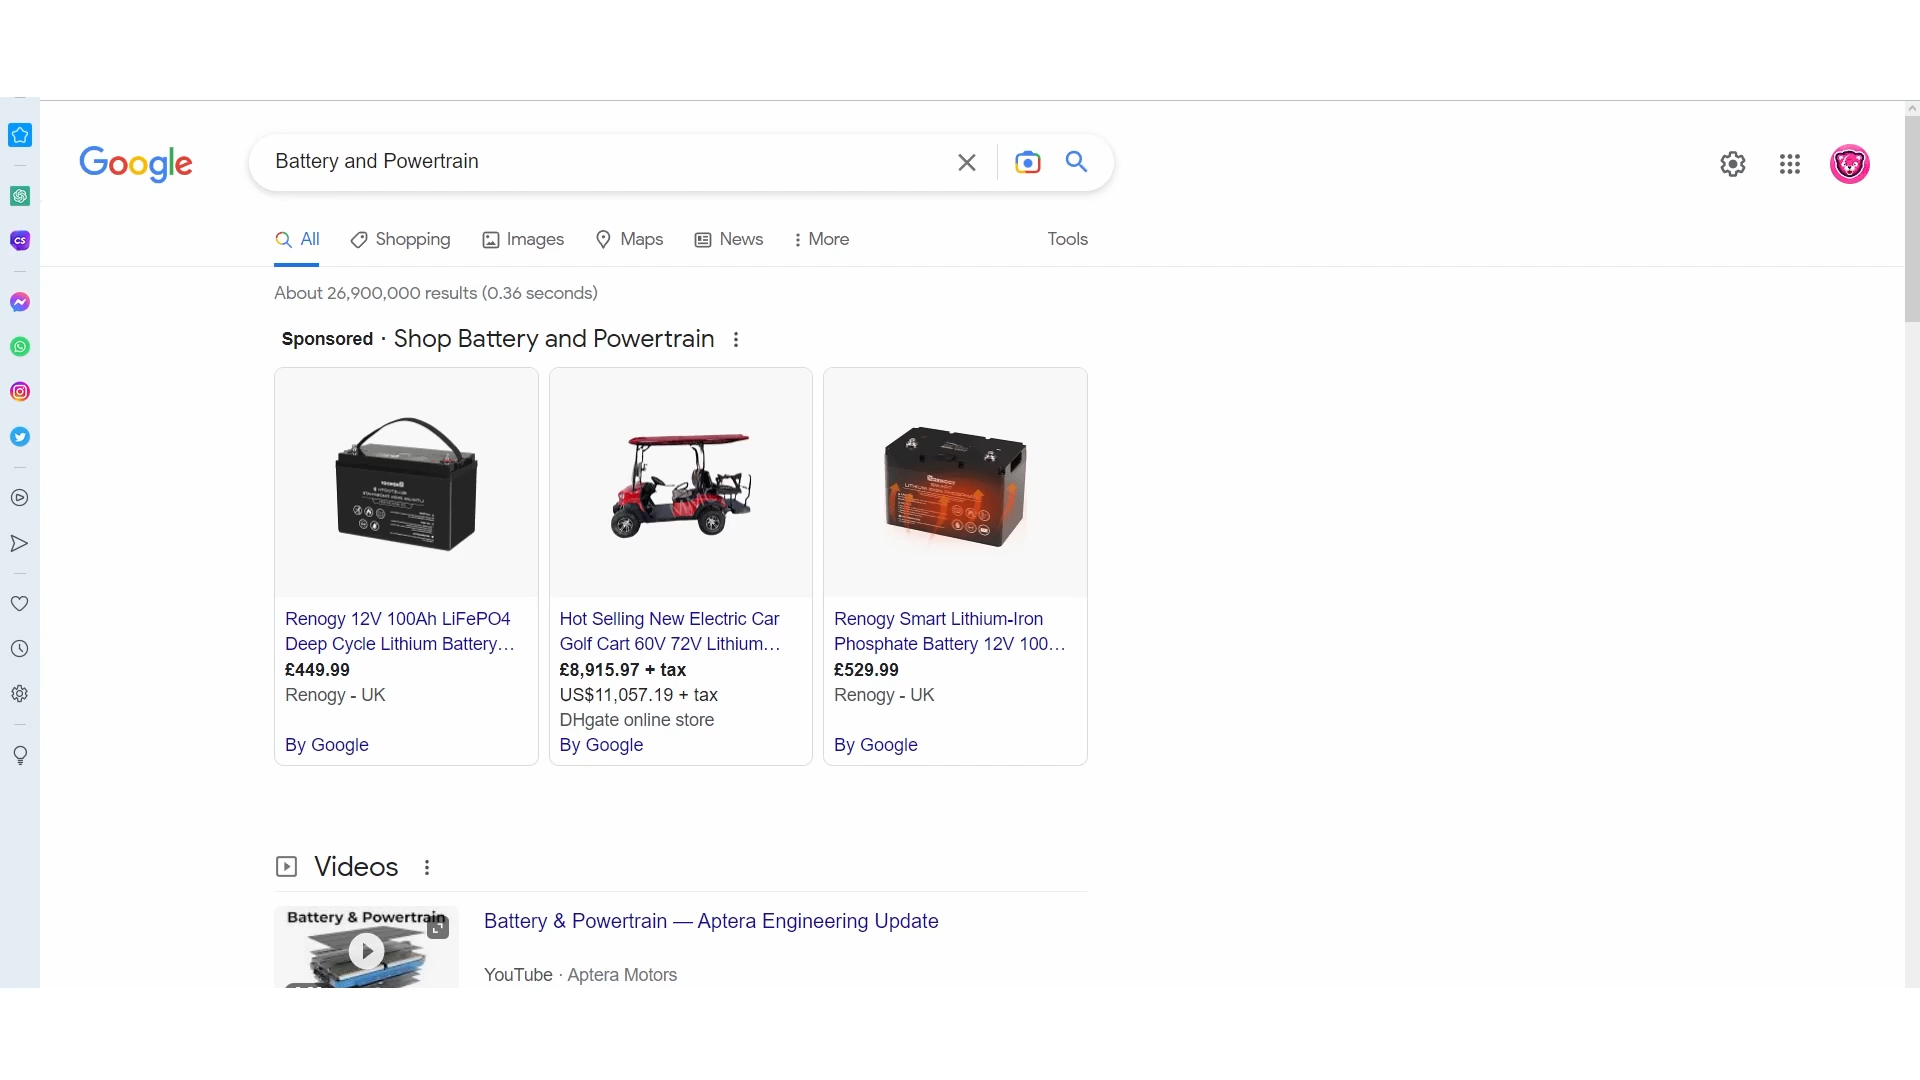 Google
Battery and Powertrain
All
Shopping
Images
Maps
News
More
Tools
About 26,900,000 results (0.36 seconds)
Sponsored · Shop Battery and Powertrain
Renogy 12V 100Ah LiFePO4
Deep Cycle Lithium Battery...
£449.99
Renogy - UK
By Google
Hot Selling New Electric Car
Golf Cart 60V 72V Lithium...
£8,915.97 + tax
US$11,057.19 + tax
DHgate online store
By Google
Renogy Smart Lithium-Iron
Phosphate Battery 12V 100...
£529.99
Renogy - UK
By Google
Videos
Battery & Powertrain
Battery & Powertrain — Aptera Engineering Update
YouTube · Aptera Motors
CS